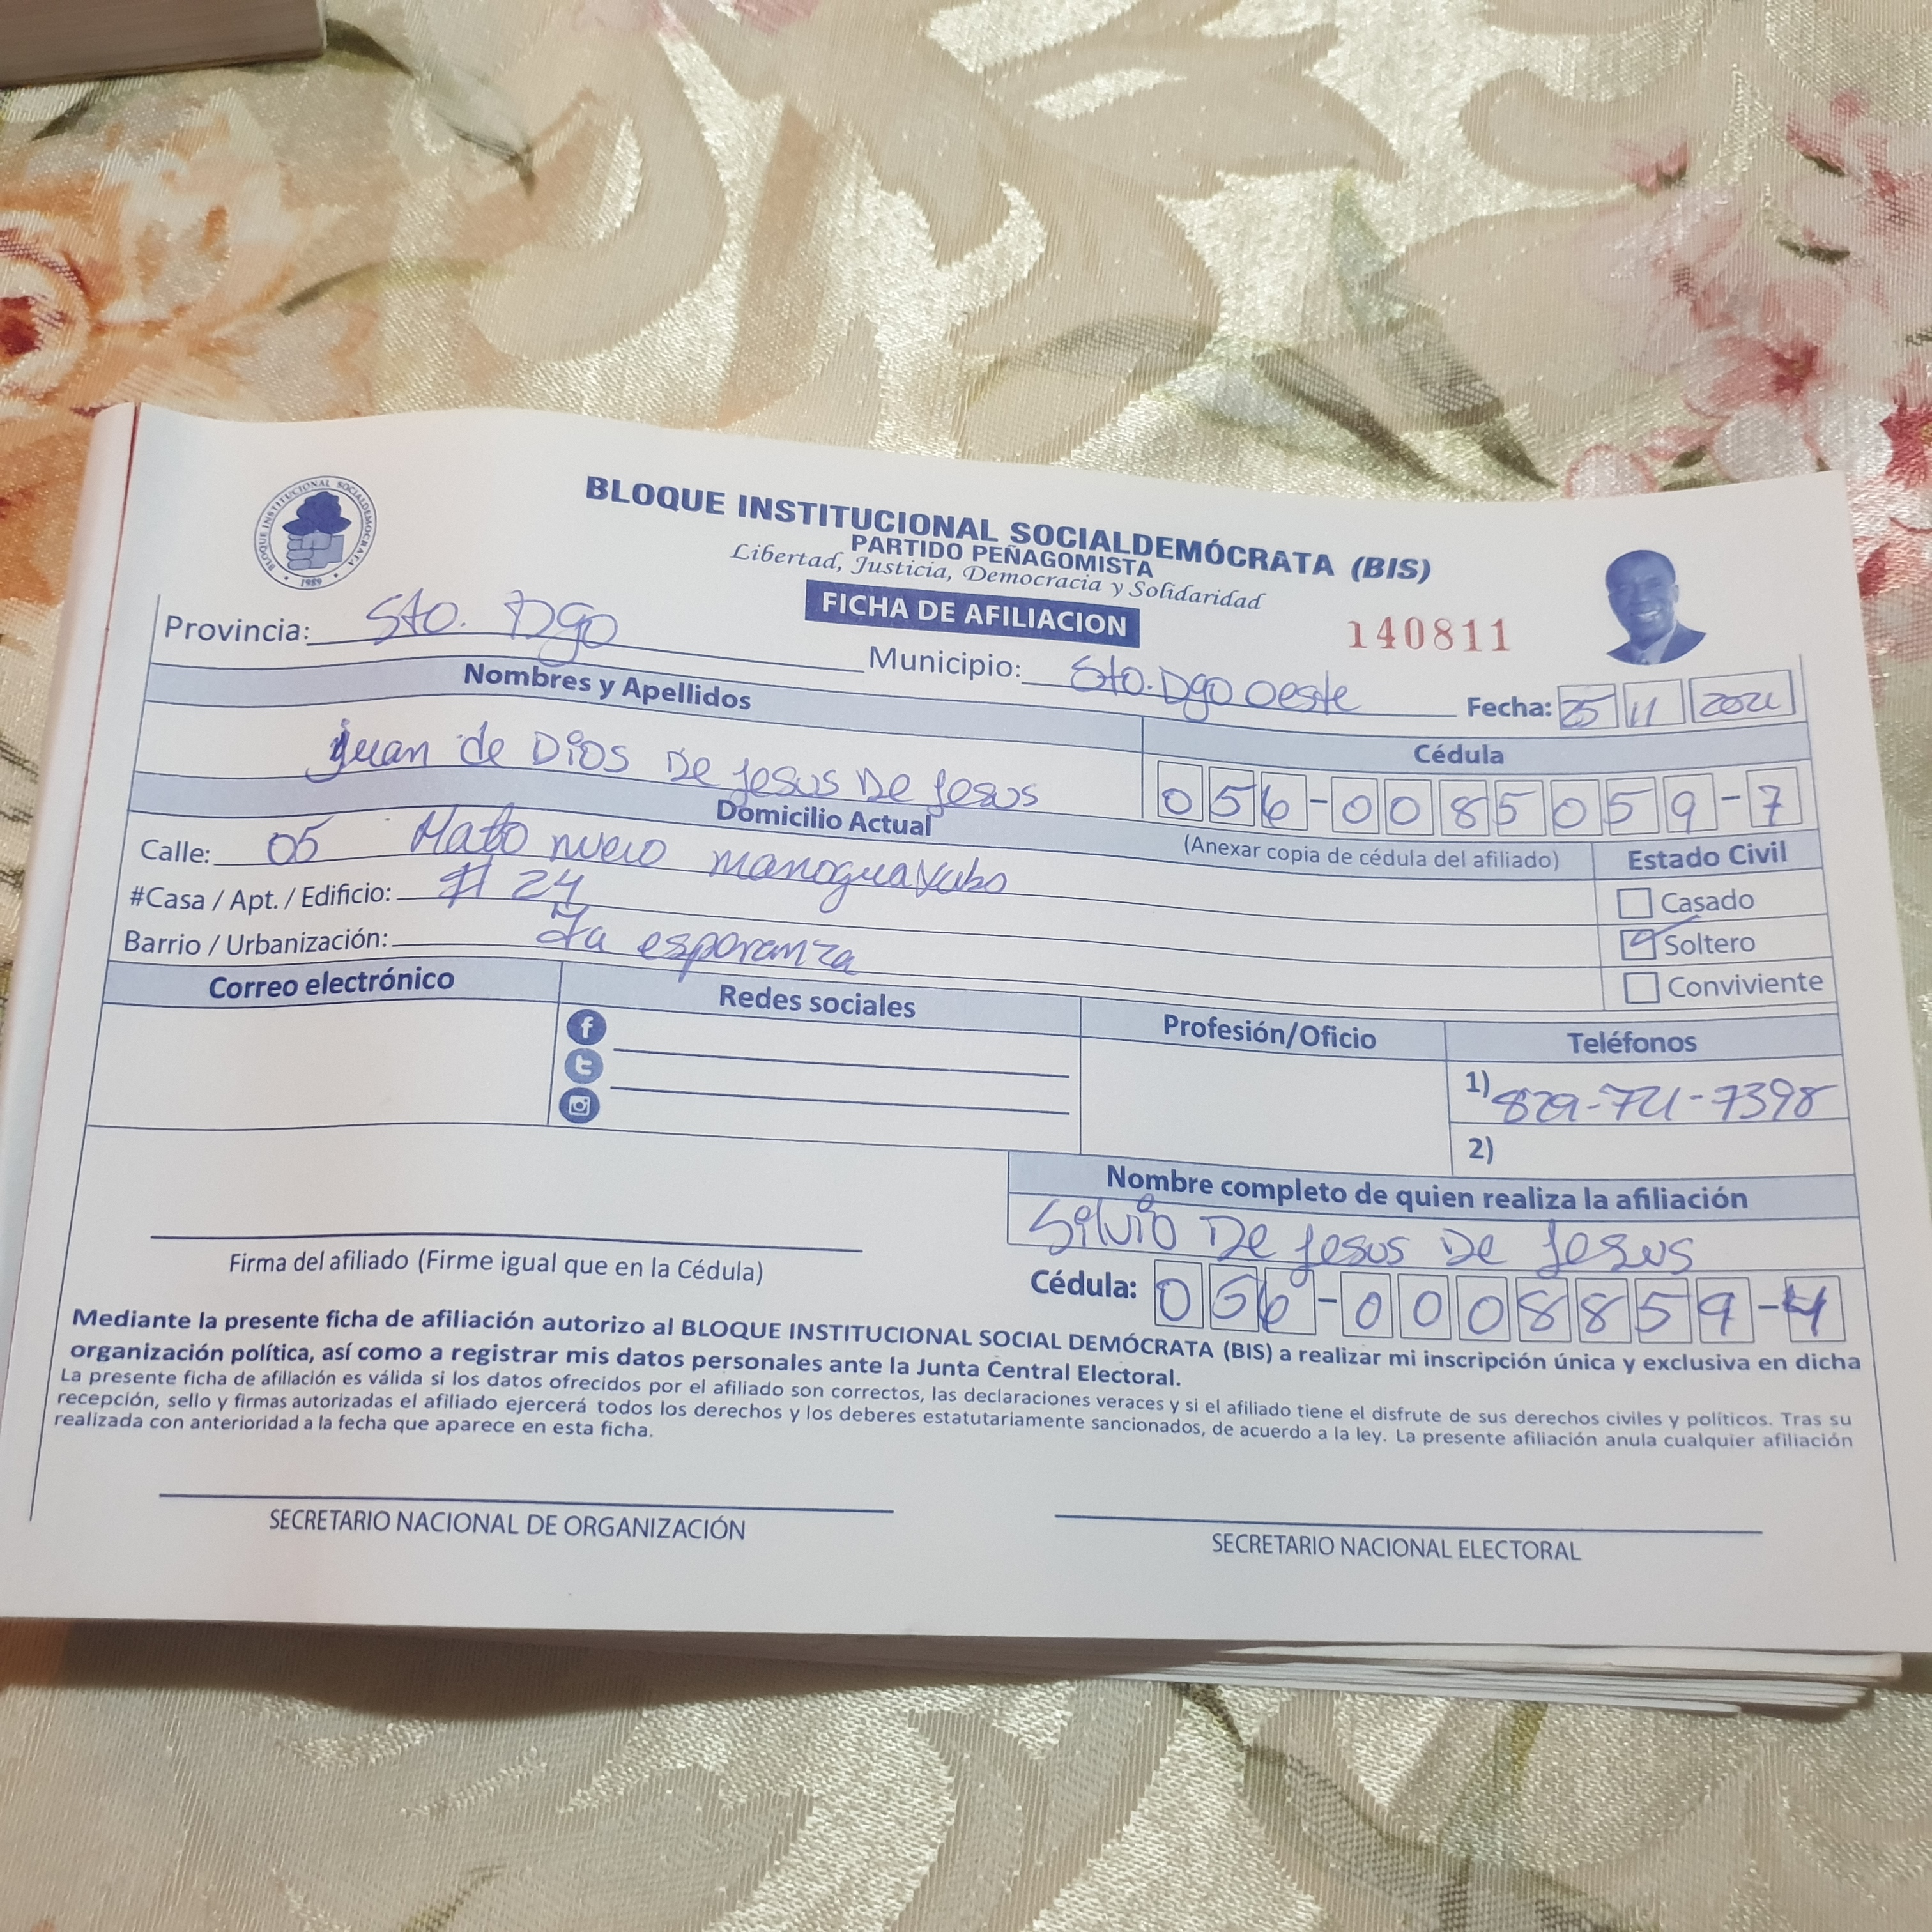 BLOQUE INSTITUCIONAL SOCIALDEMÓCRATA
1989
BLOQUE INSTITUCIONAL SOCIALDEMÓCRATA (BIS)
PARTIDO PEÑAGOMISTA
Libertad, Justicia, Democracia y Solidaridad
FICHA DE AFILIACION
140811
Provincia: Sto. Dgo
Municipio: Sto. Dgo oeste
Fecha: 25 11 2021
Nombres y Apellidos
Juan de Dios De Jesus De Jesus
Cédula
056-0085059-7
Domicilio Actual
(Anexar copia de cédula del afiliado)
Calle: 05 Hato nuevo manoguayabo
#Casa / Apt. / Edificio: # 24
Barrio / Urbanización: La esperanza
Estado Civil
Casado
Soltero
Conviviente
Correo electrónico
Redes sociales
Profesión/Oficio
Teléfonos
1) 829-721-7398
2)
Nombre completo de quien realiza la afiliación
Silvio De Jesus De Jesus
Cédula: 056-0008859-4
Firma del afiliado (Firme igual que en la Cédula)
Mediante la presente ficha de afiliación autorizo al BLOQUE INSTITUCIONAL SOCIAL DEMÓCRATA (BIS) a realizar mi inscripción única y exclusiva en dicha
organización política, así como a registrar mis datos personales ante la Junta Central Electoral.
La presente ficha de afiliación es válida si los datos ofrecidos por el afiliado son correctos, las declaraciones veraces y si el afiliado tiene el disfrute de sus derechos civiles y políticos. Tras su
recepción, sello y firmas autorizadas el afiliado ejercerá todos los derechos y los deberes estatutariamente sancionados, de acuerdo a la ley. La presente afiliación anula cualquier afiliación
realizada con anterioridad a la fecha que aparece en esta ficha.
SECRETARIO NACIONAL DE ORGANIZACIÓN
SECRETARIO NACIONAL ELECTORAL